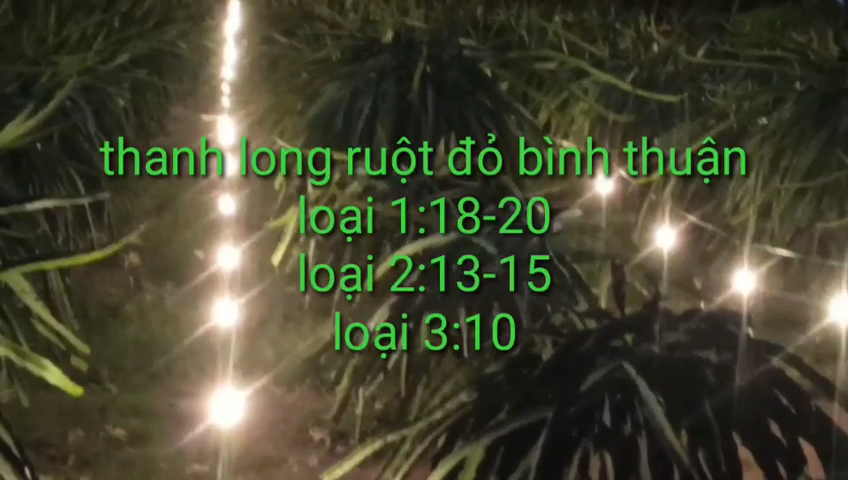 thanh long ruột đỏ bình thuận
loại 1:18-20
loại 2:13-15
loại 3:10